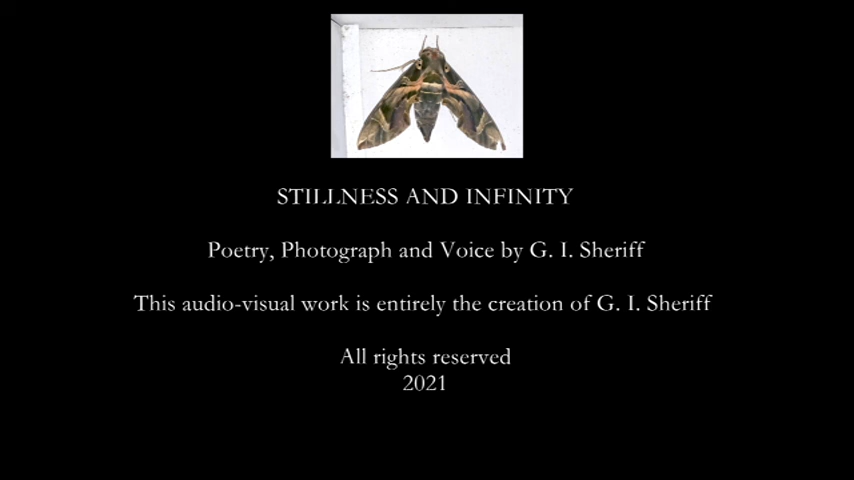 STILLNESS AND INFINITY
Poetry, Photograph and Voice by G. I. Sheriff
This audio-visual work is entirely the creation of G. I. Sheriff
All rights reserved
2021